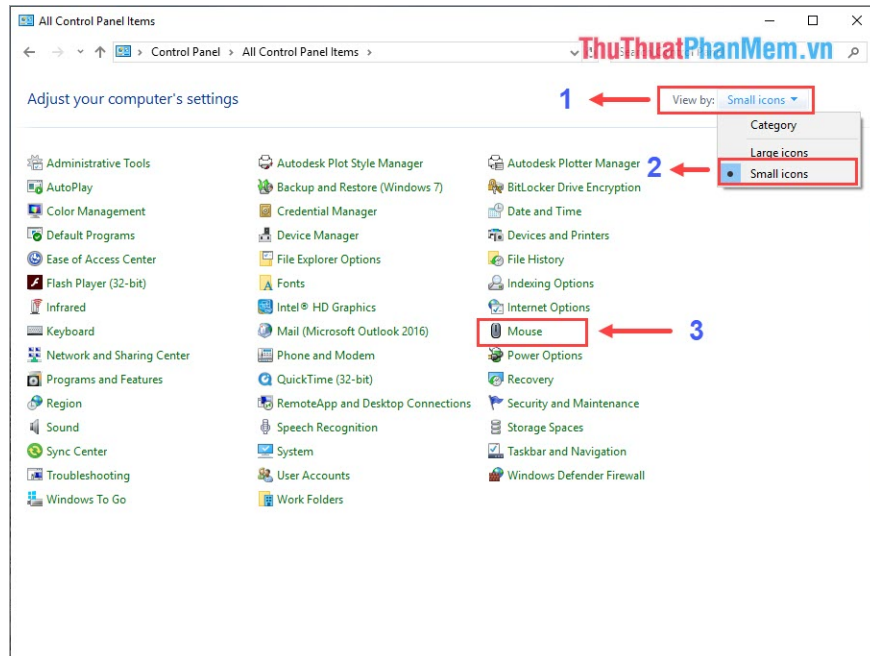 All Control Panel Items
Control Panel > All Control Panel Items >
ThuThuatPhanMem.vn
Adjust your computer's settings
1
View by: Small icons
Category
Large icons
Small icons
2
Administrative Tools
Autodesk Plot Style Manager
Autodesk Plotter Manager
AutoPlay
Backup and Restore (Windows 7)
BitLocker Drive Encryption
Color Management
Credential Manager
Date and Time
Default Programs
Device Manager
Devices and Printers
Ease of Access Center
File Explorer Options
File History
Flash Player (32-bit)
Fonts
Indexing Options
Infrared
Intel® HD Graphics
Internet Options
Keyboard
Mail (Microsoft Outlook 2016)
Mouse
3
Network and Sharing Center
Phone and Modem
Power Options
Programs and Features
QuickTime (32-bit)
Recovery
Region
RemoteApp and Desktop Connections
Security and Maintenance
Sound
Speech Recognition
Storage Spaces
Sync Center
System
Taskbar and Navigation
Troubleshooting
User Accounts
Windows Defender Firewall
Windows To Go
Work Folders